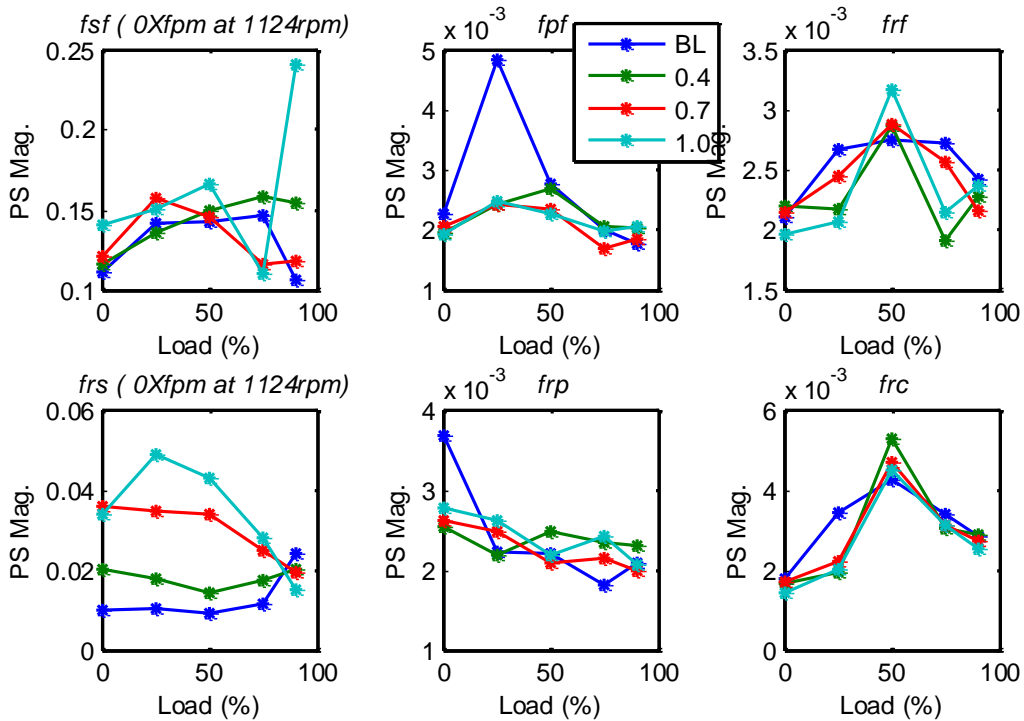 fsf ( 0Xfpm at 1124rpm)
0.25
0.2
0.15
0.1
PS Mag.
0
50
100
Load (%)
x 10-3
fpf
5
4
3
2
1
PS Mag.
0
50
100
Load (%)
BL
0.4
0.7
1.0
x 10-3
frf
3.5
3
2.5
2
1.5
PS Mag.
0
50
100
Load (%)
frs ( 0Xfpm at 1124rpm)
0.06
0.04
0.02
0
PS Mag.
0
50
100
Load (%)
x 10-3
frp
4
3
2
1
PS Mag.
0
50
100
Load (%)
x 10-3
frc
6
4
2
0
PS Mag.
0
50
100
Load (%)